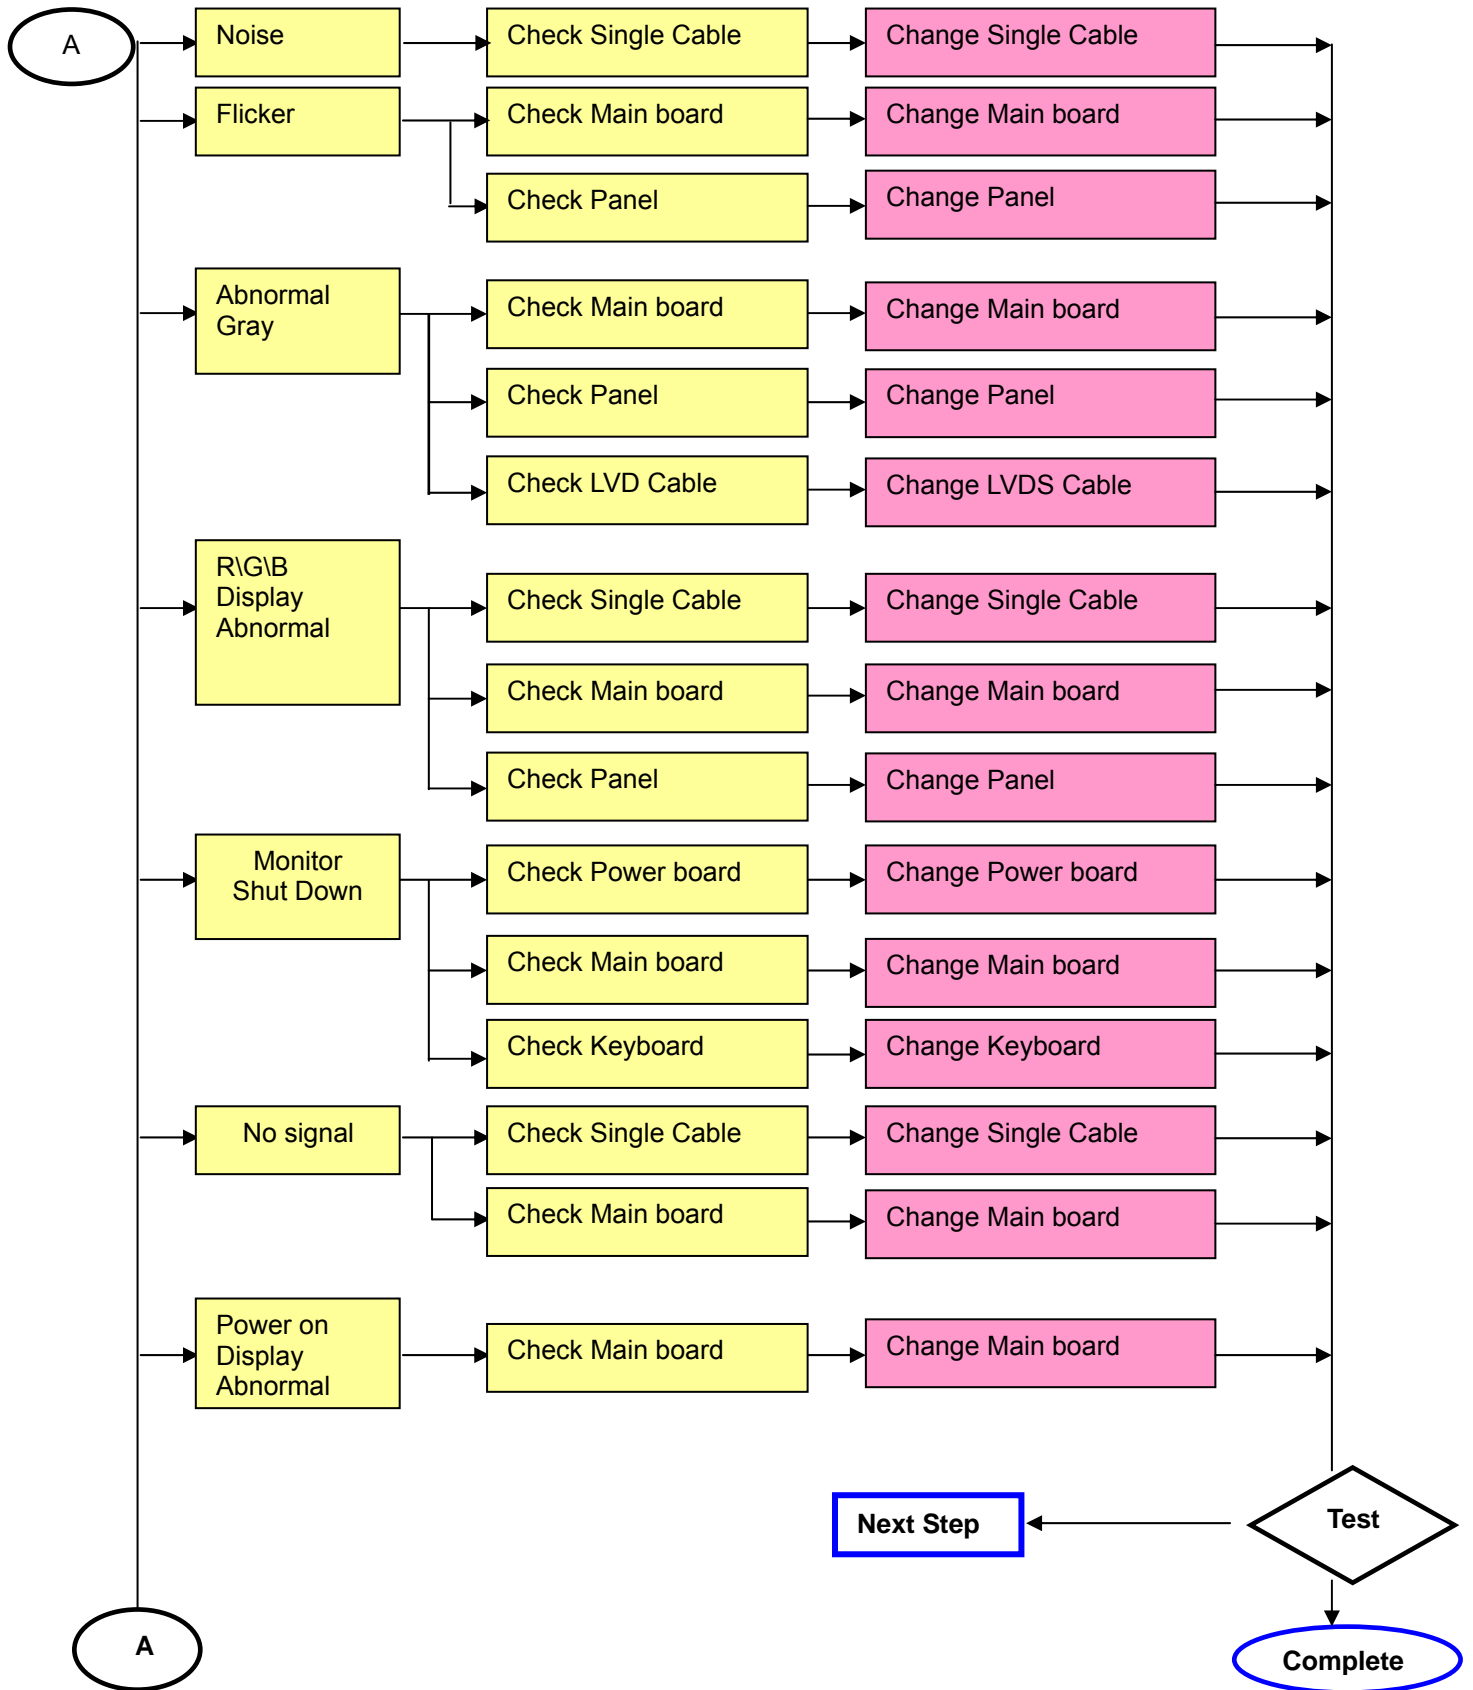 A
Noise
Check Single Cable
Change Single Cable
Flicker
Check Main board
Change Main board
Check Panel
Change Panel
Abnormal
Gray
Check Main board
Change Main board
Check Panel
Change Panel
Check LVD Cable
Change LVDS Cable
R\G\B
Display
Abnormal
Check Single Cable
Change Single Cable
Check Main board
Change Main board
Check Panel
Change Panel
Monitor
Shut Down
Check Power board
Change Power board
Check Main board
Change Main board
Check Keyboard
Change Keyboard
No signal
Check Single Cable
Change Single Cable
Check Main board
Change Main board
Power on
Display
Abnormal
Check Main board
Change Main board
Next Step
Test
A
Complete